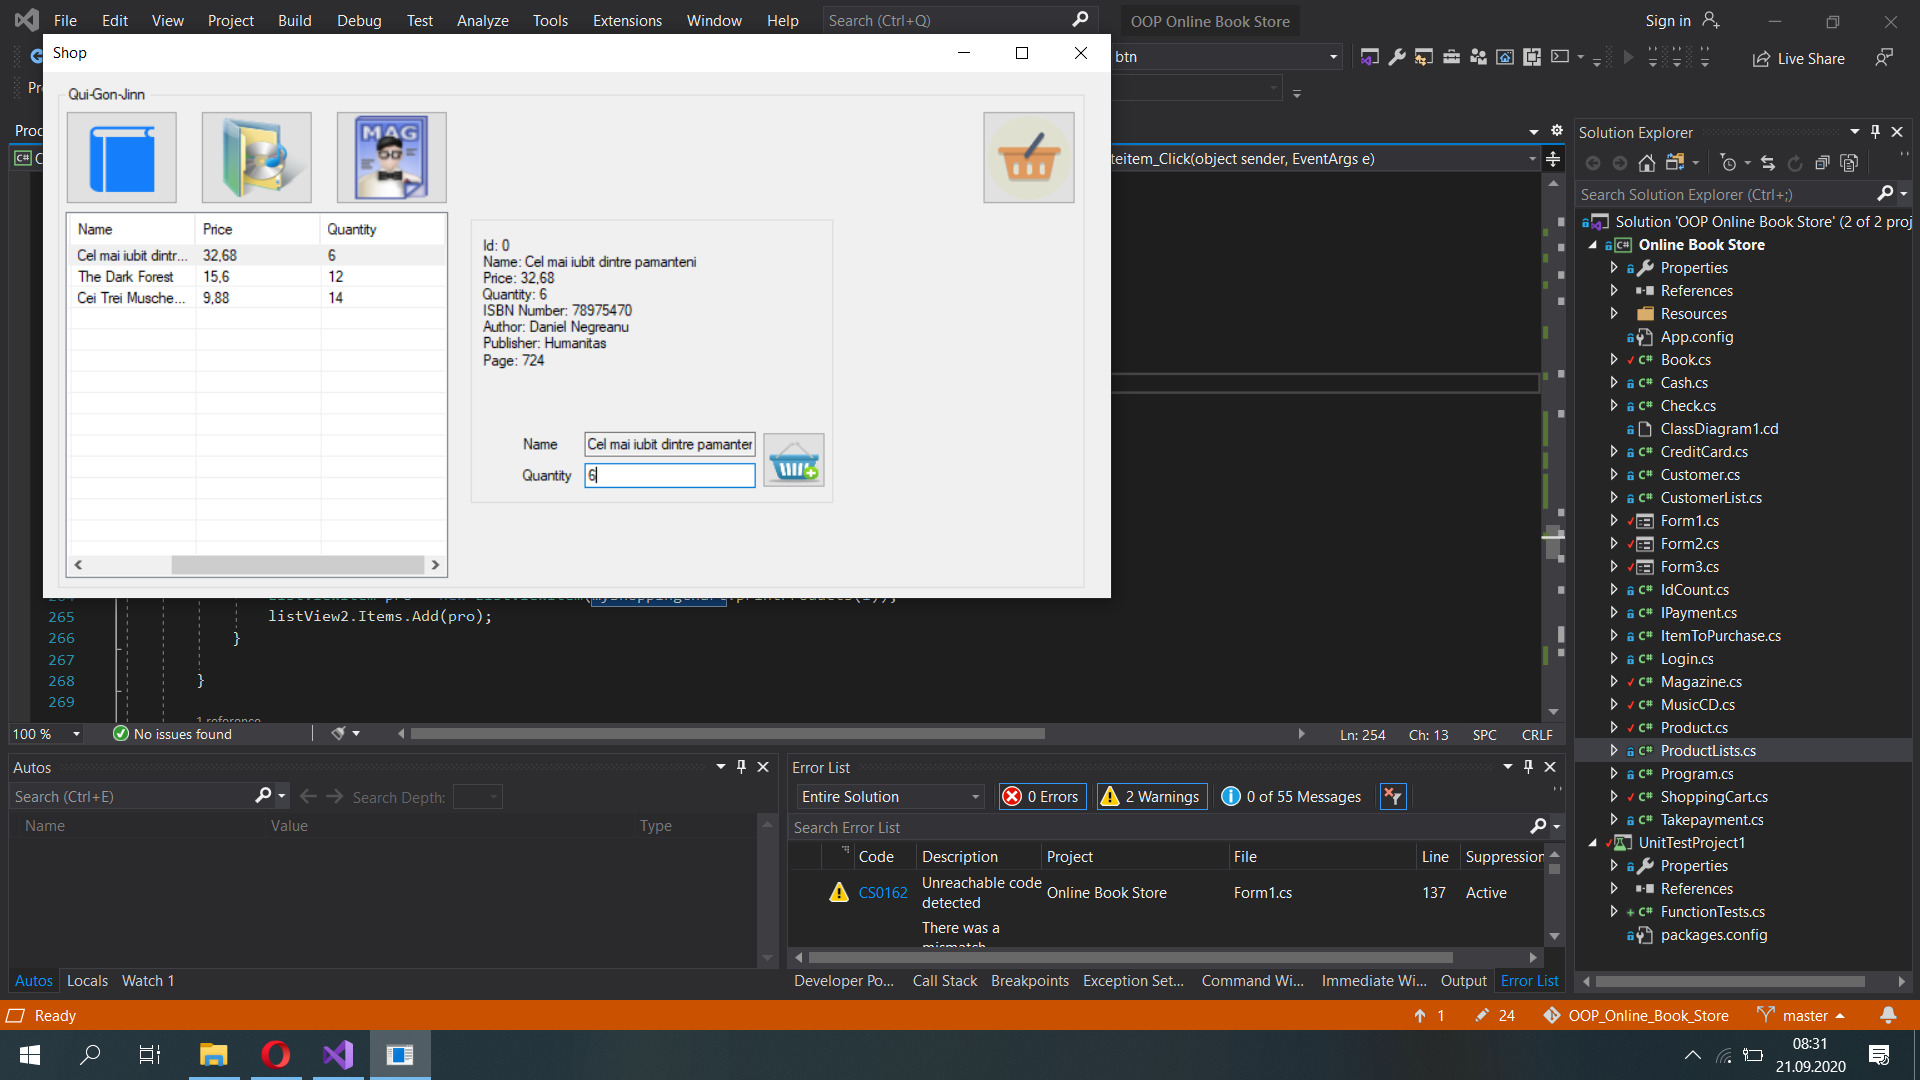 File Edit View Project Build Debug Test Analyze Tools Extensions Window Help Search (Ctrl+Q) OOP Online Book Store Sign in
Shop
btn
Live Share
Qui-Gon-Jinn
MAG
teitem_Click(object sender, EventArgs e)
Name Price Quantity
Cel mai iubit dintr... 32,68 6
The Dark Forest 15,6 12
Cei Trei Musche... 9,88 14
Id: 0
Name: Cel mai iubit dintre pamanteni
Price: 32,68
Quantity: 6
ISBN Number: 78975470
Author: Daniel Negreanu
Publisher: Humanitas
Page: 724
Name Cel mai iubit dintre pamanter
Quantity 6
265 listView2.Items.Add(pro);
266 }
267
268 }
269
1 reference
100 % No issues found Ln: 254 Ch: 13 SPC CRLF
Solution Explorer
Search Solution Explorer (Ctrl+;)
Solution 'OOP Online Book Store' (2 of 2 proj
Online Book Store
Properties
References
Resources
App.config
C# Book.cs
C# Cash.cs
C# Check.cs
ClassDiagram1.cd
C# CreditCard.cs
C# Customer.cs
C# CustomerList.cs
Form1.cs
Form2.cs
Form3.cs
C# IdCount.cs
C# IPayment.cs
C# ItemToPurchase.cs
C# Login.cs
C# Magazine.cs
C# MusicCD.cs
C# Product.cs
C# ProductLists.cs
C# Program.cs
C# ShoppingCart.cs
C# Takepayment.cs
UnitTestProject1
Properties
References
C# FunctionTests.cs
packages.config
Autos
Search (Ctrl+E) Search Depth:
Name Value Type
Autos Locals Watch 1
Error List
Entire Solution 0 Errors 2 Warnings 0 of 55 Messages
Search Error List
Code Description Project File Line Suppression
CS0162 Unreachable code detected Online Book Store Form1.cs 137 Active
There was a
mismatch
Developer Po... Call Stack Breakpoints Exception Set... Command Wi... Immediate Wi... Output Error List
Ready 1 24 OOP_Online_Book_Store master
08:31
21.09.2020